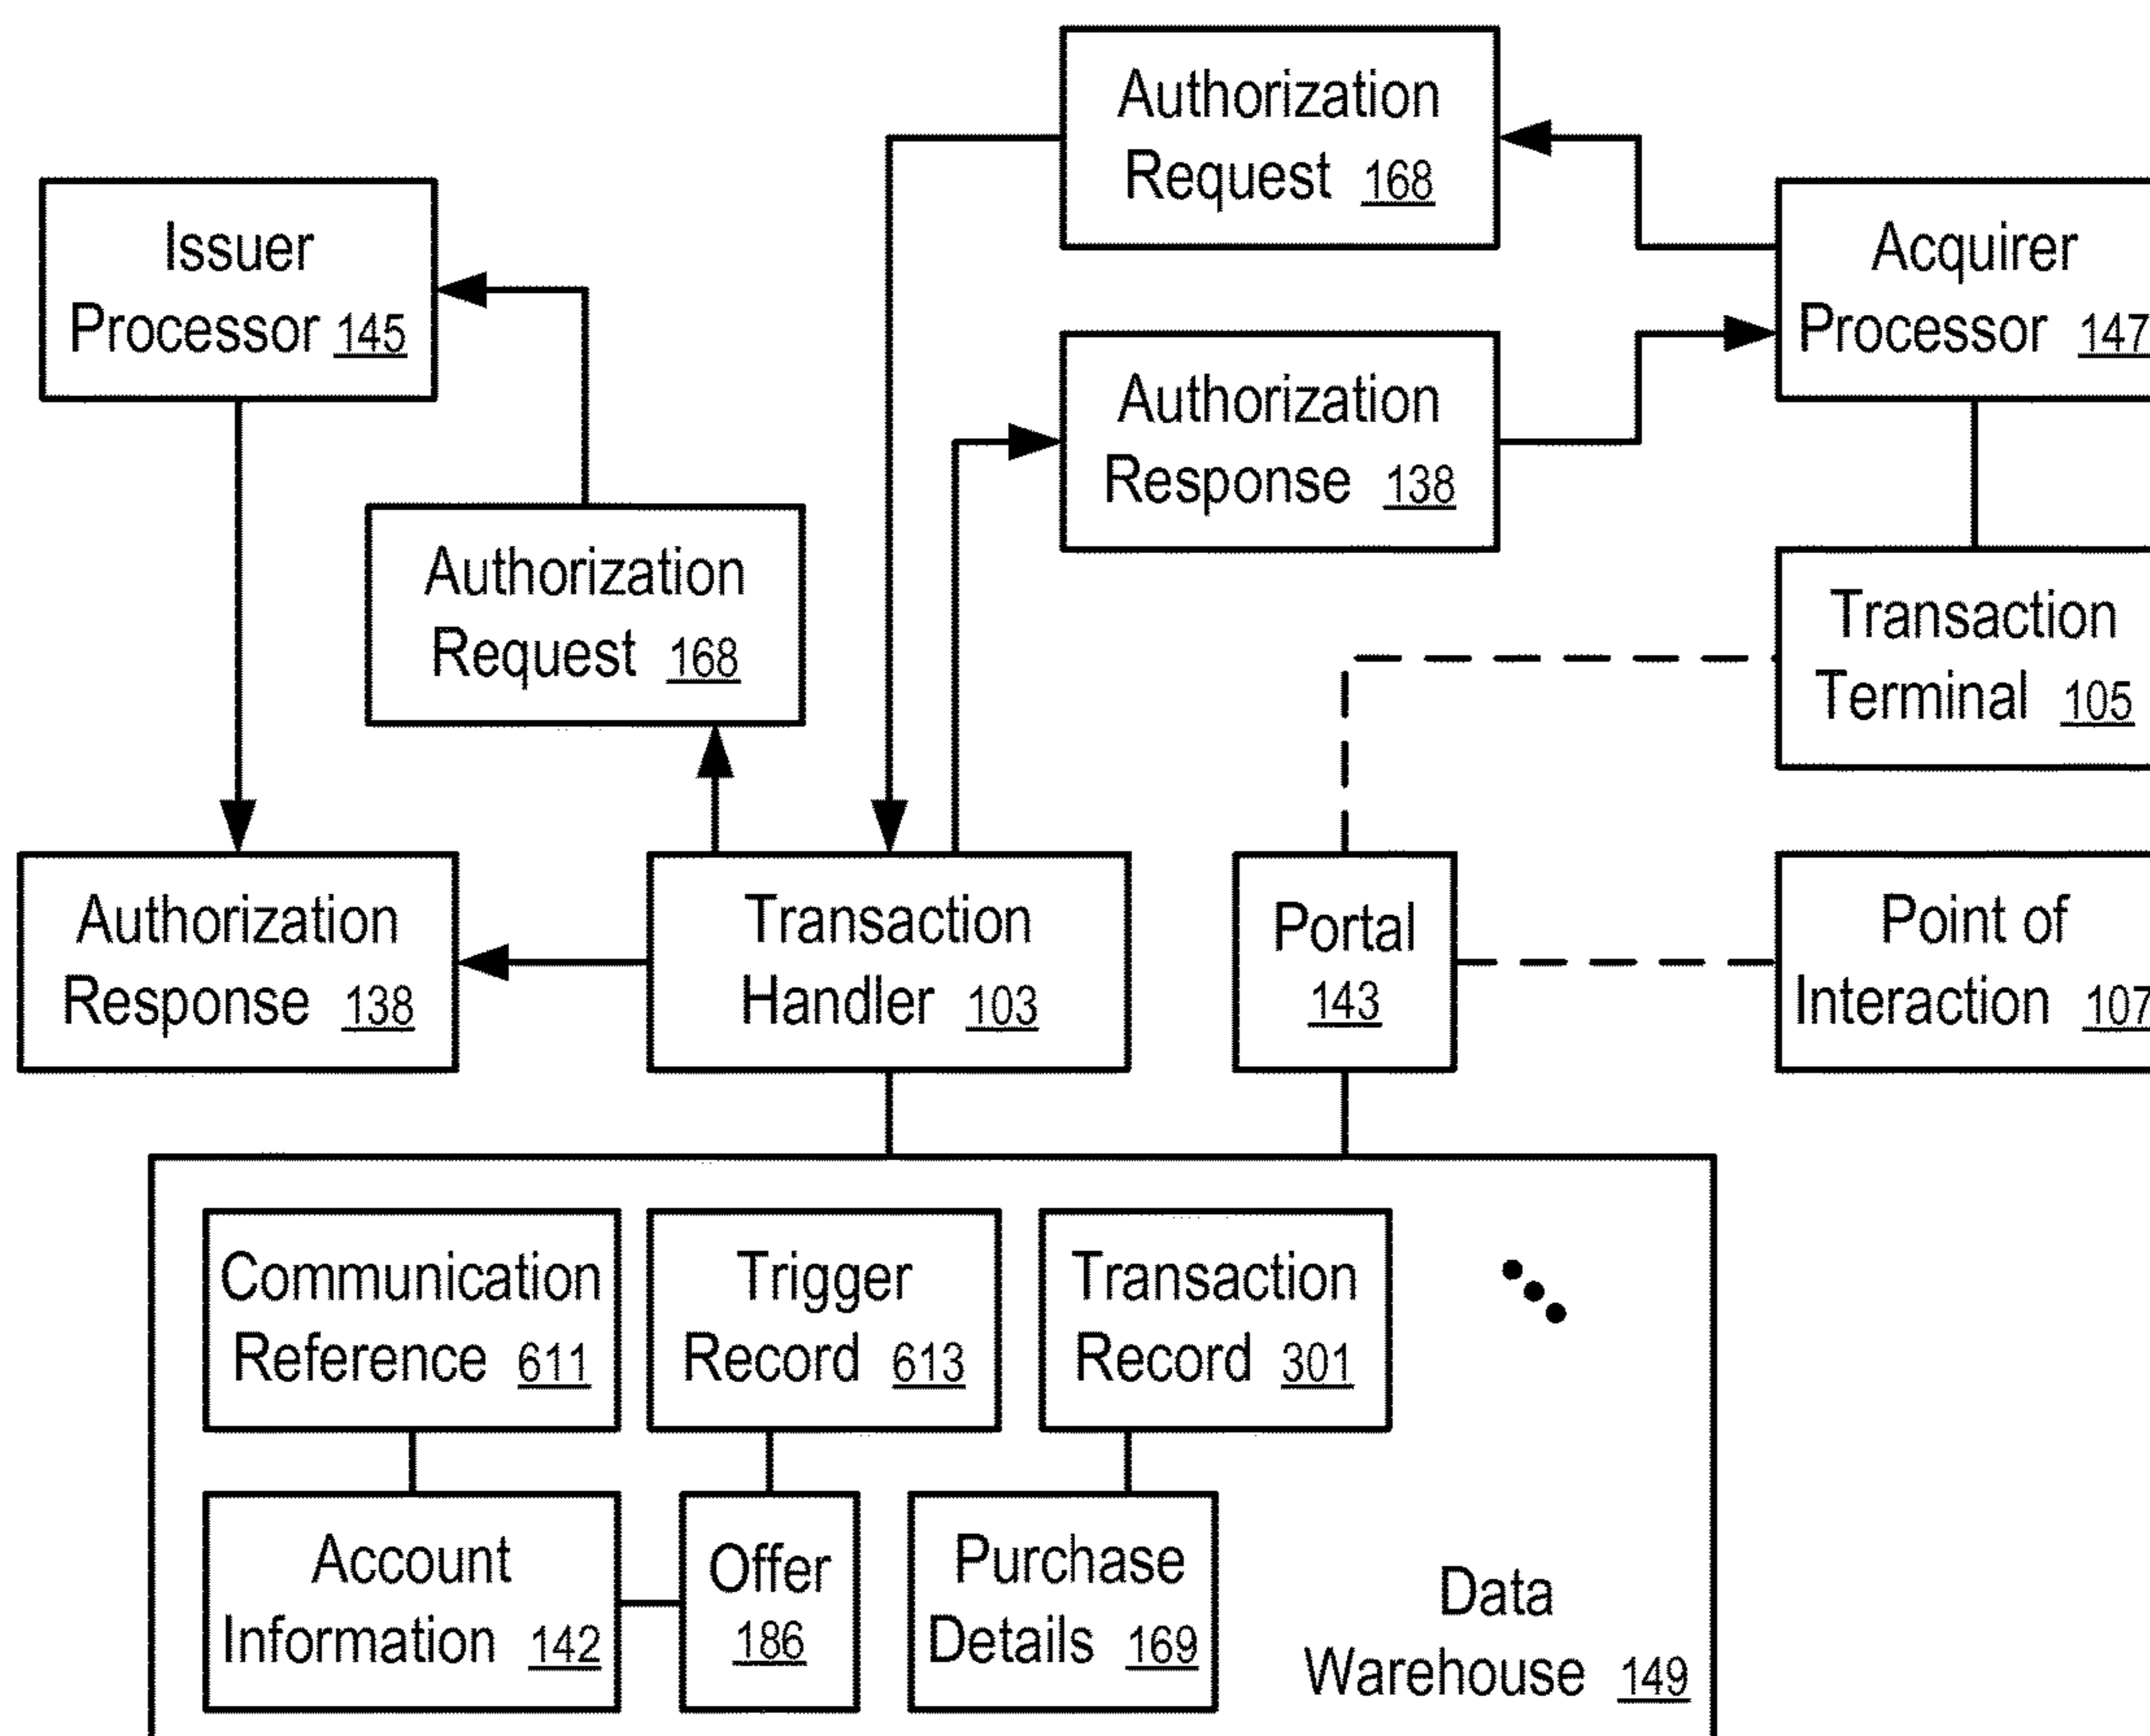 Authorization
Request 168
Issuer
Processor 145
Acquirer
Processor 147
Authorization
Response 138
Authorization
Request 168
Transaction
Terminal 105
Authorization
Response 138
Transaction
Handler 103
Portal
143
Point of
Interaction 107
Communication
Reference 611
Trigger
Record 613
Transaction
Record 301
Account
Information 142
Offer
186
Purchase
Details 169
Data
Warehouse 149